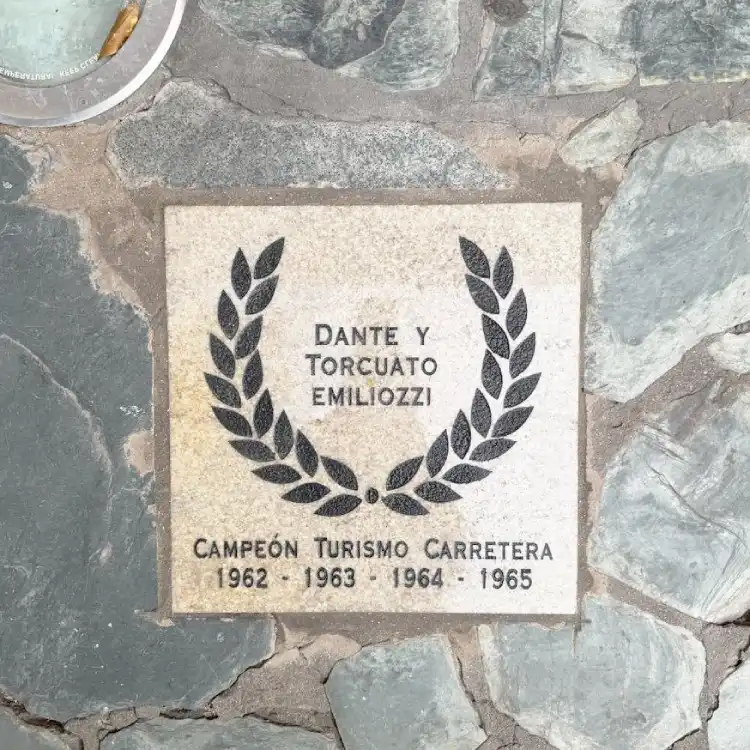 DANTE Y
TORCUATO
EMILIOZZI
CAMPEÓN TURISMO CARRETERA
1962 - 1963 - 1964 - 1965